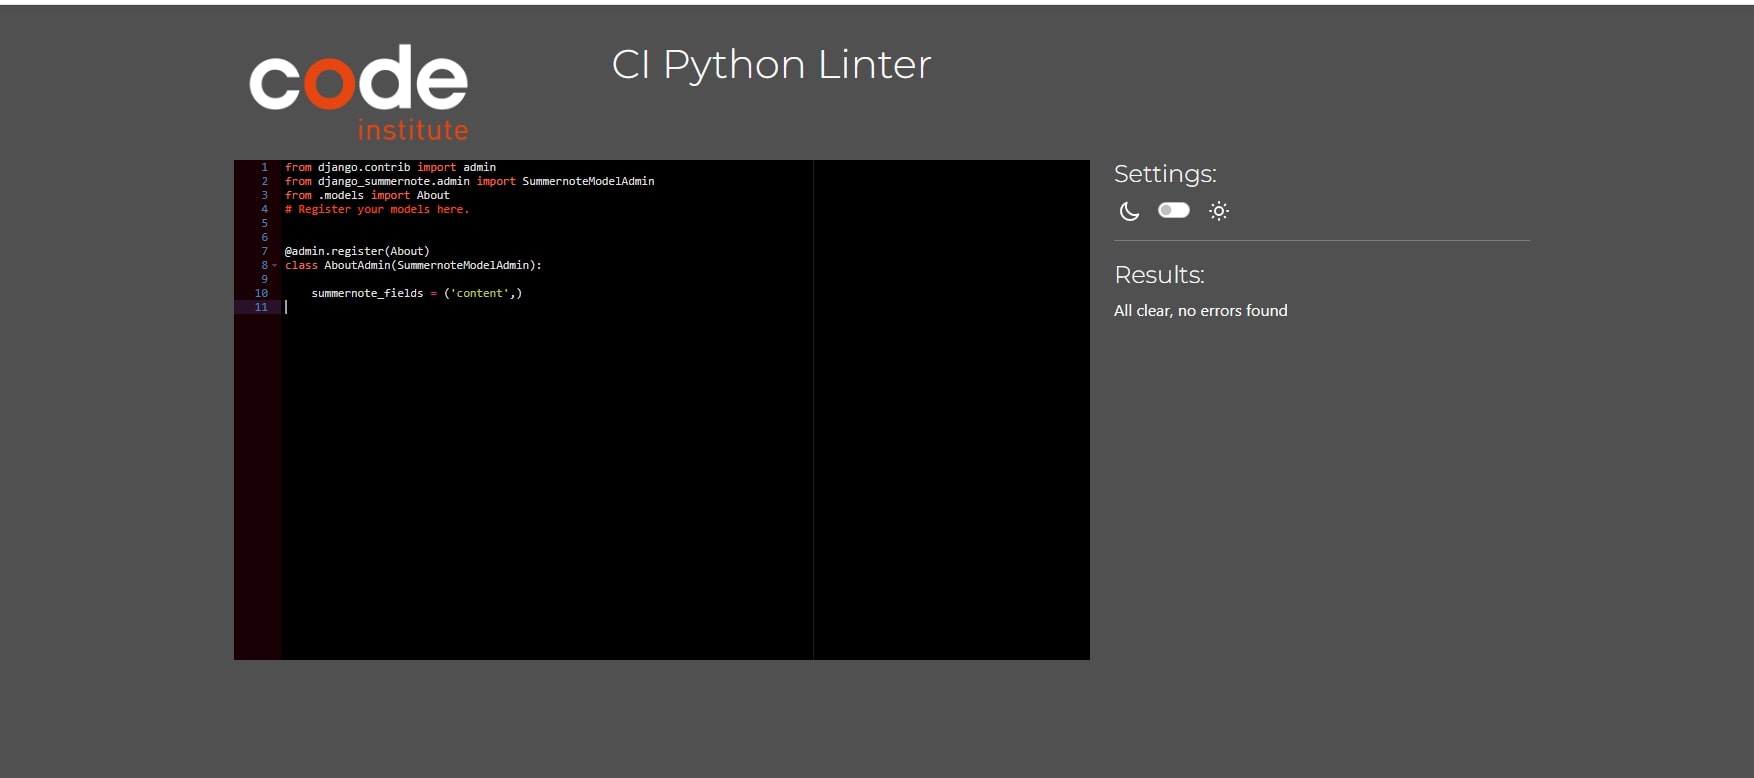 code
institute
CI Python Linter
1 from django.contrib import admin
2 from django_summernote.admin import SummernoteModelAdmin
3 from .models import About
4 # Register your models here.
5
6
7 @admin.register(About)
8 class AboutAdmin(SummernoteModelAdmin):
9
10     summernote_fields = ('content',)
11
Settings:
Results:
All clear, no errors found